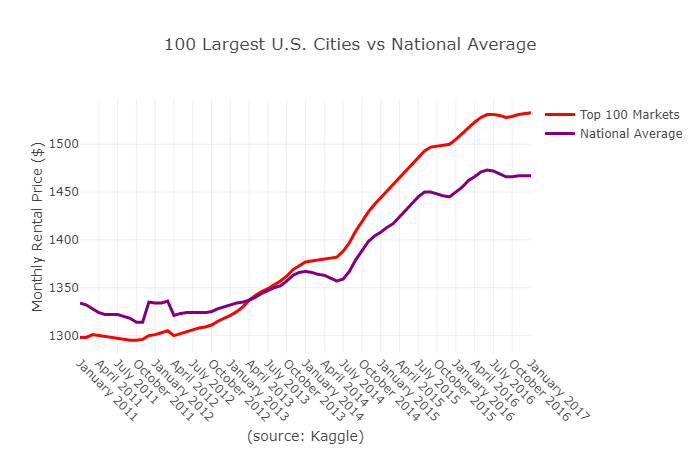 100 Largest U.S. Cities vs National Average
Top 100 Markets
National Average
Monthly Rental Price ($)
1500
1450
1400
1350
1300
January 2011
April 2011
July 2011
October 2011
January 2012
April 2012
July 2012
October 2012
January 2013
April 2013
July 2013
October 2013
January 2014
April 2014
July 2014
October 2014
January 2015
April 2015
July 2015
October 2015
January 2016
April 2016
July 2016
October 2016
January 2017
(source: Kaggle)